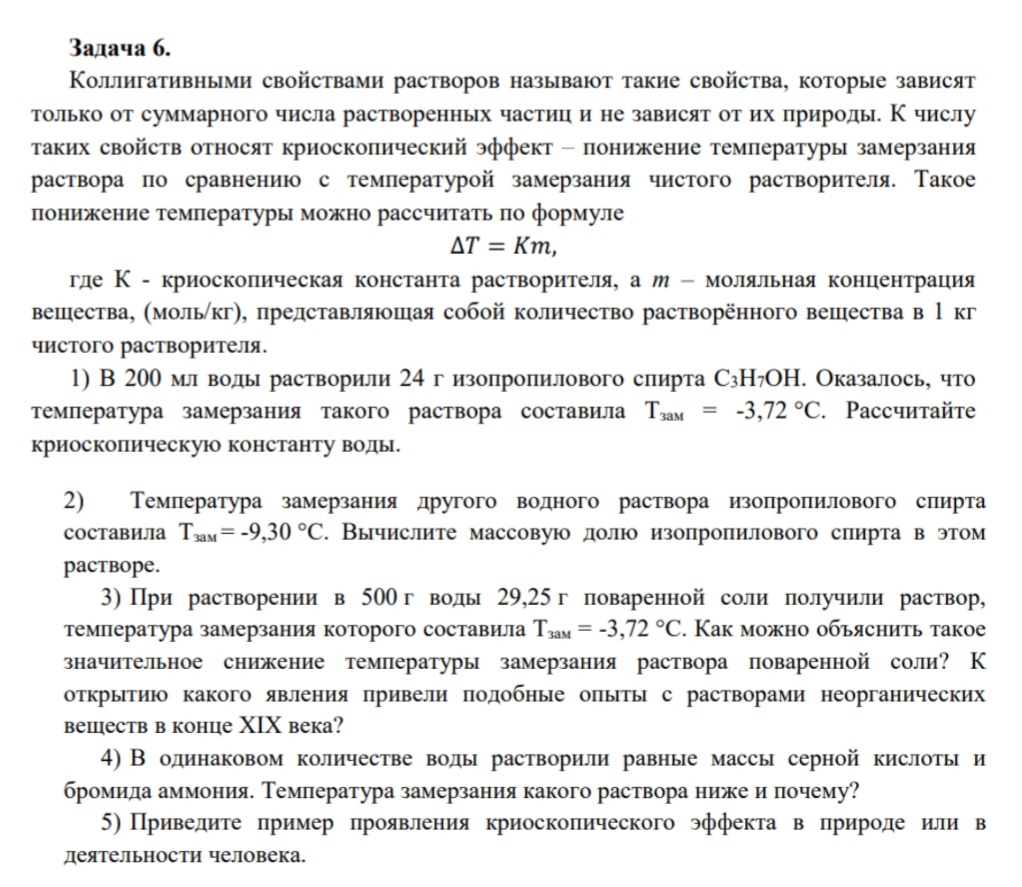 Задача 6.
Коллигативными свойствами растворов называют такие свойства, которые зависят
только от суммарного числа растворенных частиц и не зависят от их природы. К числу
таких свойств относят криоскопический эффект – понижение температуры замерзания
раствора по сравнению с температурой замерзания чистого растворителя. Такое
понижение температуры можно рассчитать по формуле
ΔT = Km,
где К - криоскопическая константа растворителя, а m – моляльная концентрация
вещества, (моль/кг), представляющая собой количество растворённого вещества в 1 кг
чистого растворителя.
1) В 200 мл воды растворили 24 г изопропилового спирта C₃H₇OH. Оказалось, что
температура замерзания такого раствора составила Tзам = -3,72 °C. Рассчитайте
криоскопическую константу воды.
2) Температура замерзания другого водного раствора изопропилового спирта
составила Tзам= -9,30 °C. Вычислите массовую долю изопропилового спирта в этом
растворе.
3) При растворении в 500 г воды 29,25 г поваренной соли получили раствор,
температура замерзания которого составила Tзам = -3,72 °C. Как можно объяснить такое
значительное снижение температуры замерзания раствора поваренной соли? К
открытию какого явления привели подобные опыты с растворами неорганических
веществ в конце XIX века?
4) В одинаковом количестве воды растворили равные массы серной кислоты и
бромида аммония. Температура замерзания какого раствора ниже и почему?
5) Приведите пример проявления криоскопического эффекта в природе или в
деятельности человека.